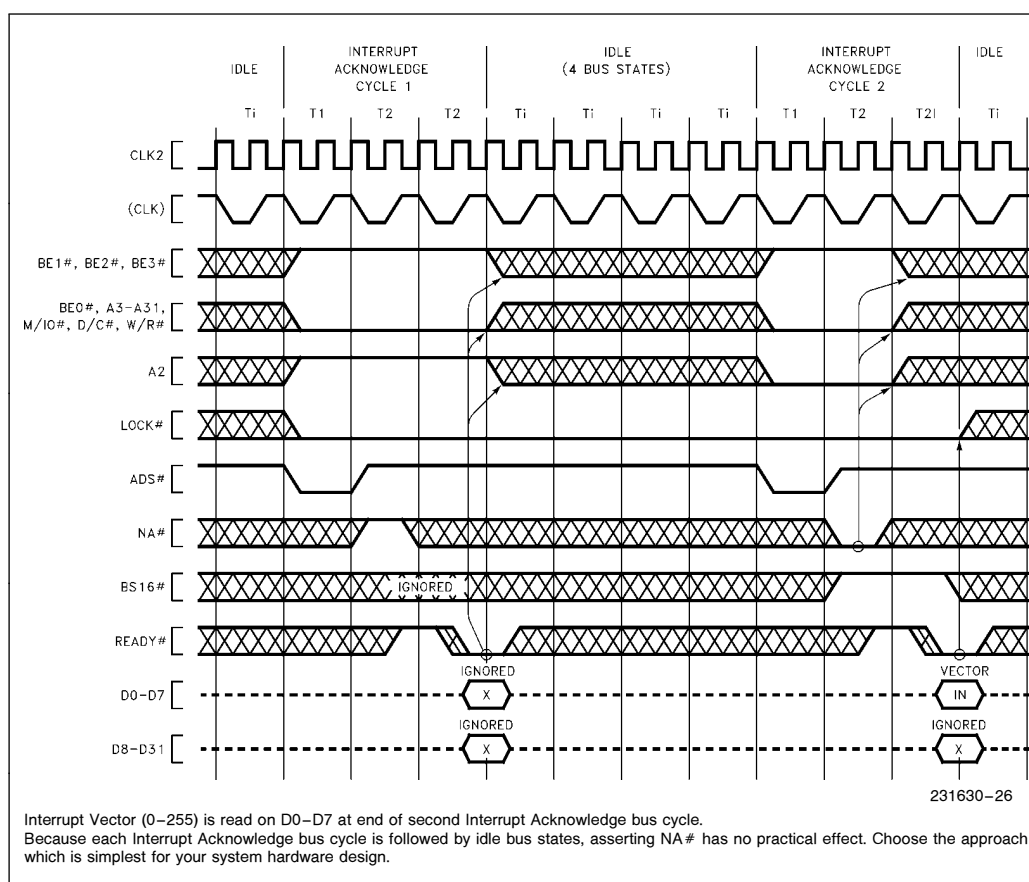 IDLE
INTERRUPT
ACKNOWLEDGE
CYCLE 1
IDLE
(4 BUS STATES)
INTERRUPT
ACKNOWLEDGE
CYCLE 2
IDLE
Ti T1 T2 T2 Ti Ti Ti Ti T1 T2 T2I Ti
CLK2
(CLK)
BE1#, BE2#, BE3#
BE0#, A3-A31,
M/IO#, D/C#, W/R#
A2
LOCK#
ADS#
NA#
BS16# IGNORED
READY#
IGNORED VECTOR
D0-D7 X IN
IGNORED IGNORED
D8-D31 X X
231630-26
Interrupt Vector (0–255) is read on D0–D7 at end of second Interrupt Acknowledge bus cycle.
Because each Interrupt Acknowledge bus cycle is followed by idle bus states, asserting NA# has no practical effect. Choose the approach
which is simplest for your system hardware design.